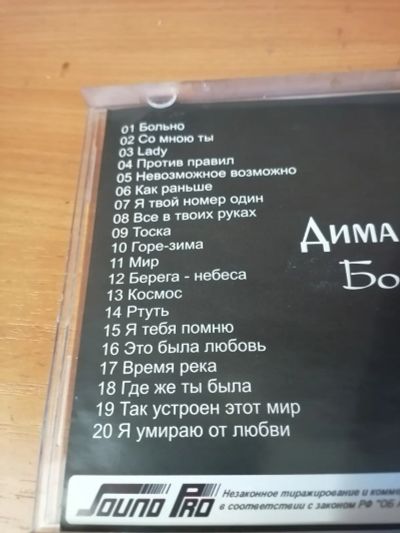 01 Больно
02 Со мною ты
03 Lady
04 Против правил
05 Невозможное возможно
06 Как раньше
07 Я твой номер один
08 Все в твоих руках
09 Тоска
10 Горе-зима
11 Мир
12 Берега - небеса
13 Космос
14 Ртуть
15 Я тебя помню
16 Это была любовь
17 Время река
18 Где же ты была
19 Так устроен этот мир
20 Я умираю от любви
Дима
Бо
Sound Pro
Незаконное тиражирование и комме
в соответствии с законом РФ "ОБ А